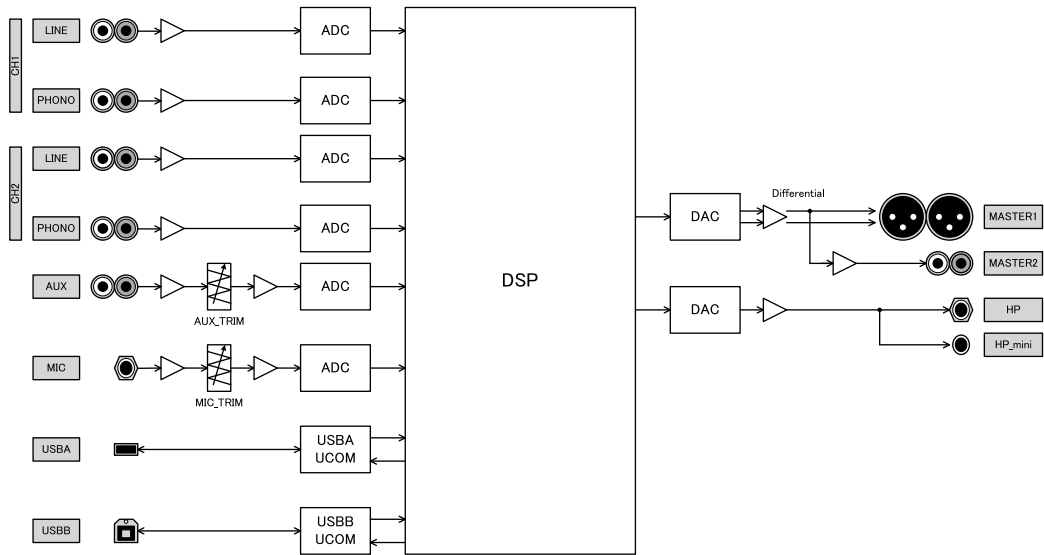 CH1
LINE
ADC
PHONO
ADC
CH2
LINE
ADC
PHONO
ADC
AUX
AUX_TRIM
ADC
MIC
MIC_TRIM
ADC
USBA
USBA
UCOM
USBB
USBB
UCOM
DSP
DAC
Differential
MASTER1
MASTER2
DAC
HP
HP_mini